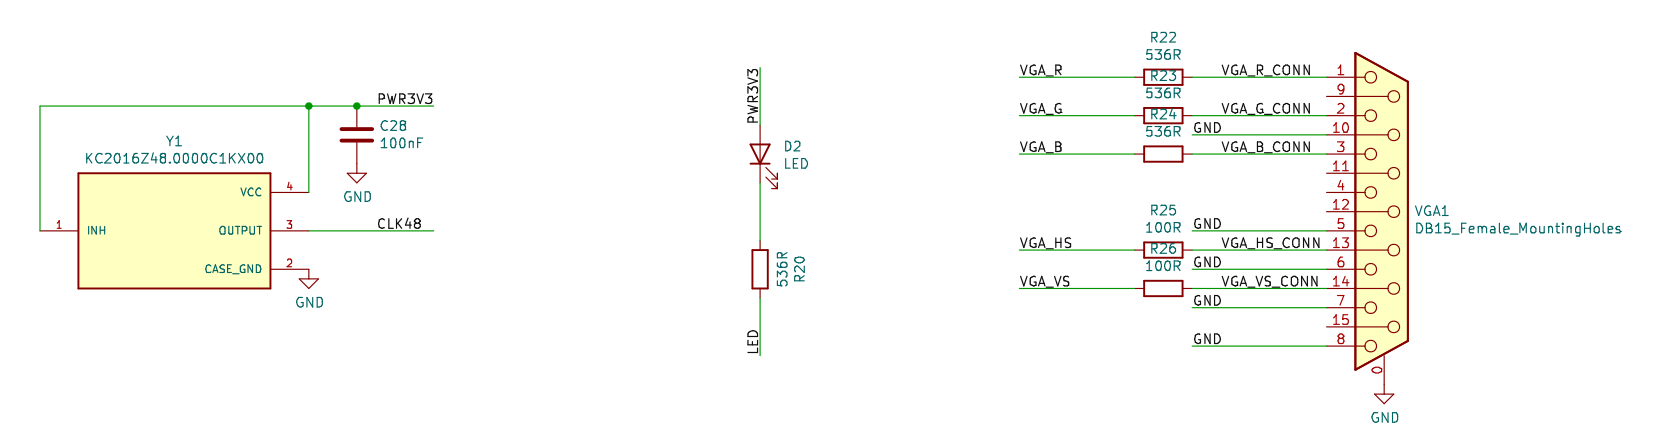 PWR3V3
C28
100nF
GND
Y1
KC2016Z48.0000C1KX00
VCC
4
1
INH
OUTPUT
3
CLK48
CASE_GND
2
GND
PWR3V3
D2
LED
536R
R20
LED
R22
536R
VGA_R
R23
VGA_R_CONN
1
536R
9
VGA_G
R24
VGA_G_CONN
2
536R
GND
10
VGA_B
VGA_B_CONN
3
11
4
12
R25
100R
GND
5
VGA_HS
R26
VGA_HS_CONN
13
100R
GND
6
VGA_VS
VGA_VS_CONN
14
GND
7
15
GND
8
VGA1
DB15_Female_MountingHoles
0
GND